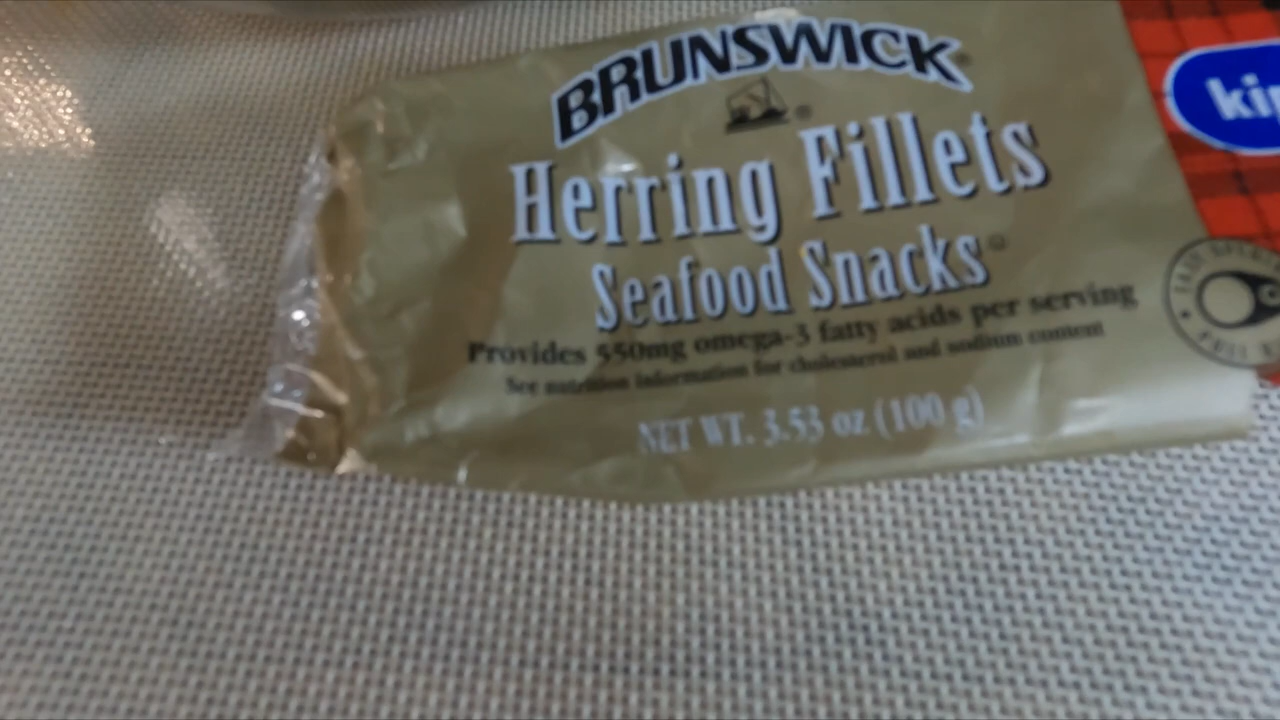 BRUNSWICK
Herring Fillets
Seafood Snacks
Provides 550mg omega-3 fatty acids per serving
See nutrition information for cholesterol and sodium content
NET WT. 3.53 oz (100 g)